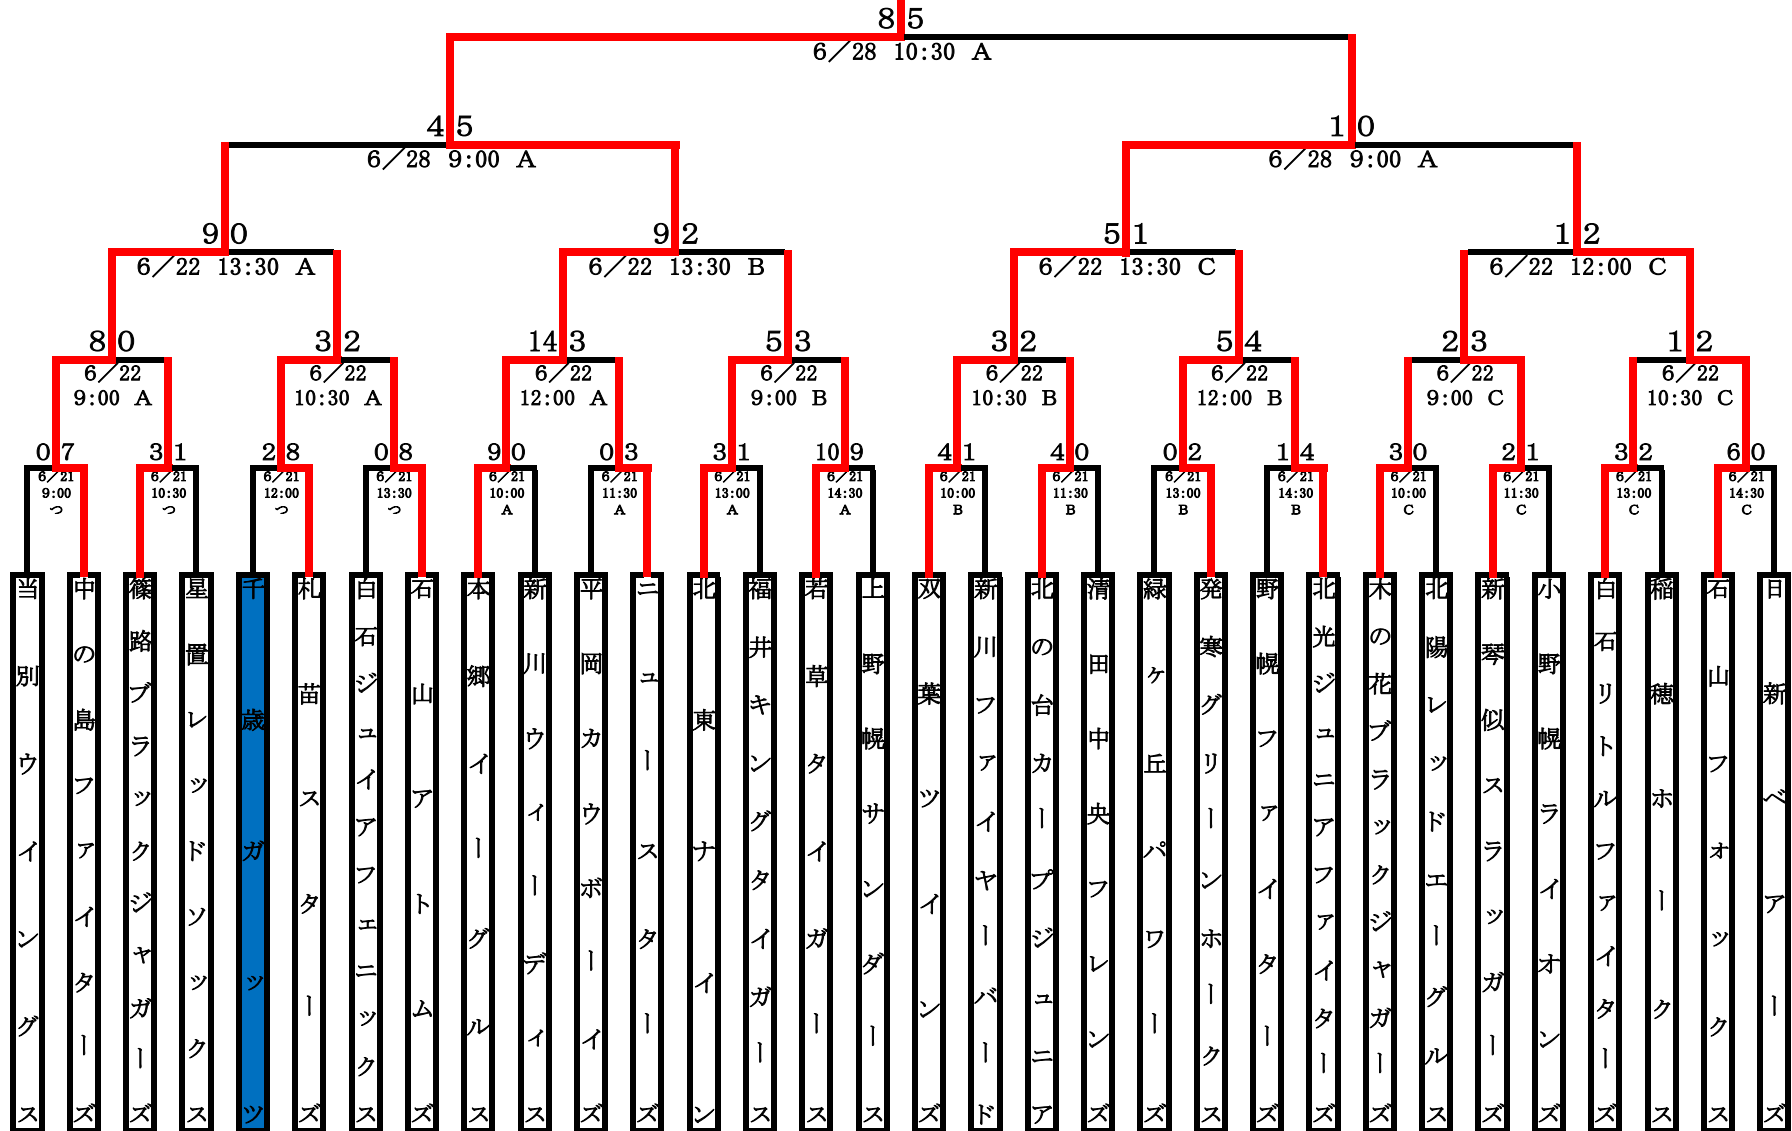 8 5
6／28 10:30 A
4 5
1 0
6／28 9:00 A
6／28 9:00 A
9 0
9 2
5 1
1 2
6／22 13:30 A
6／22 13:30 B
6／22 13:30 C
6／22 12:00 C
8 0
3 2
14 3
5 3
3 2
5 4
2 3
1 2
6／22
9:00 A
6／22
10:30 A
6／22
12:00 A
6／22
9:00 B
6／22
10:30 B
6／22
12:00 B
6／22
9:00 C
6／22
10:30 C
0 7
3 1
2 8
0 8
9 0
0 3
3 1
10 9
4 1
4 0
0 2
1 4
3 0
2 1
3 2
6 0
6／21
9:00
つ
6／21
10:30
つ
6／21
12:00
つ
6／21
13:30
つ
6／21
10:00
A
6／21
11:30
A
6／21
13:00
A
6／21
14:30
A
6／21
10:00
B
6／21
11:30
B
6／21
13:00
B
6／21
14:30
B
6／21
10:00
C
6／21
11:30
C
6／21
13:00
C
6／21
14:30
C
当別ウイングス
中の島ファイターズ
篠路ブラックジャガーズ
星置レッドソックス
千歳ガッツ
札苗スターズ
白石ジュイアフェニックス
石山アトムズ
本郷イーグルス
新川ウィーディス
平岡カウボーイズ
ニュースターズ
北東ナイン
福井キングタイガース
若草タイガース
上野幌サンダース
双葉ツインズ
新川ファイヤーバード
北の台カープジュニア
清田中央フレンズ
緑ヶ丘パワーズ
発寒グリーンホークス
野幌ファイターズ
北光ジュニアファイターズ
木の花ブラックジャガーズ
北陽レッドエーグルス
新琴似スラッガーズ
小野幌ライオンズ
白石リトルファイターズ
稲穂ホークス
石山フォックス
日新ベアーズ